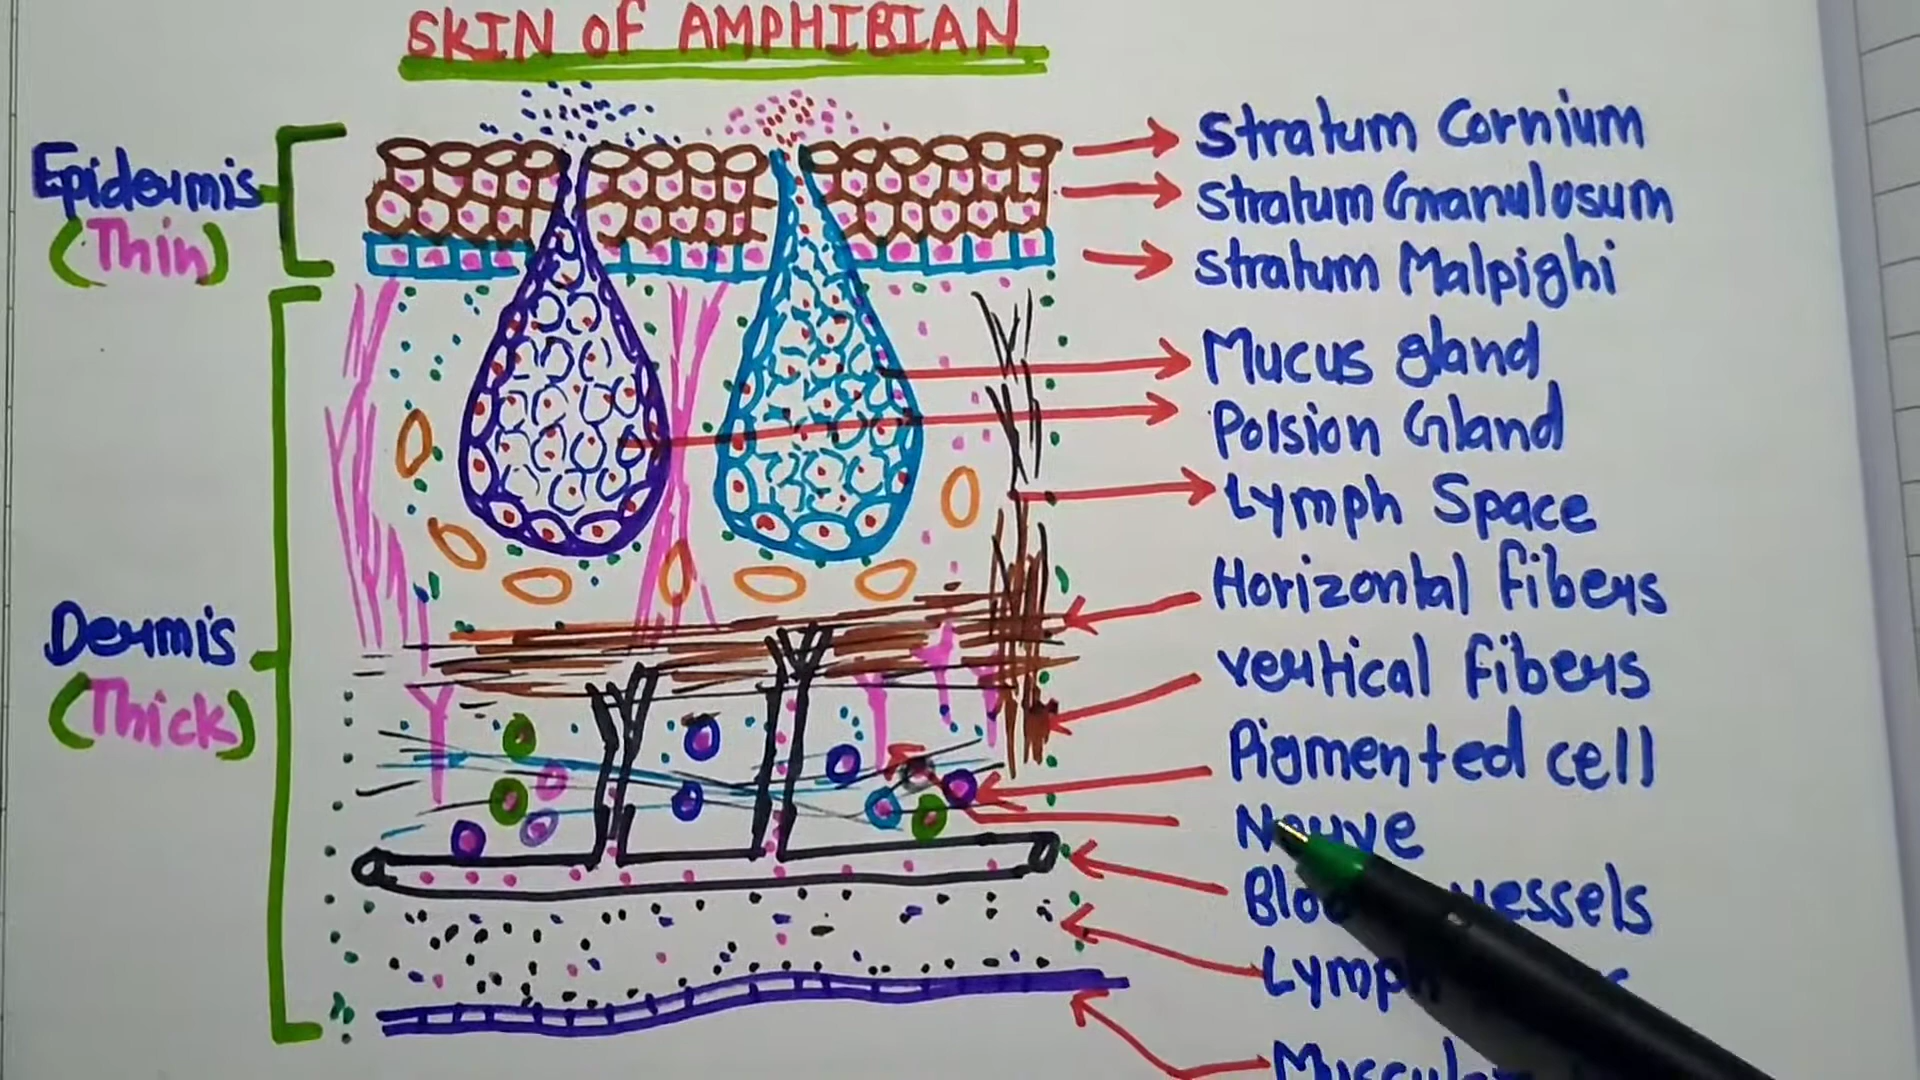 SKIN OF AMPHIBIAN
Epidermis
(Thin)
Dermis
(Thick)
Stratum Cornium
Stratum Granulosum
Stratum Malpighi
Mucus gland
Polsion Gland
Lymph Space
Horizontal fibers
vertical fibers
Pigmented cell
Nerve
vessels